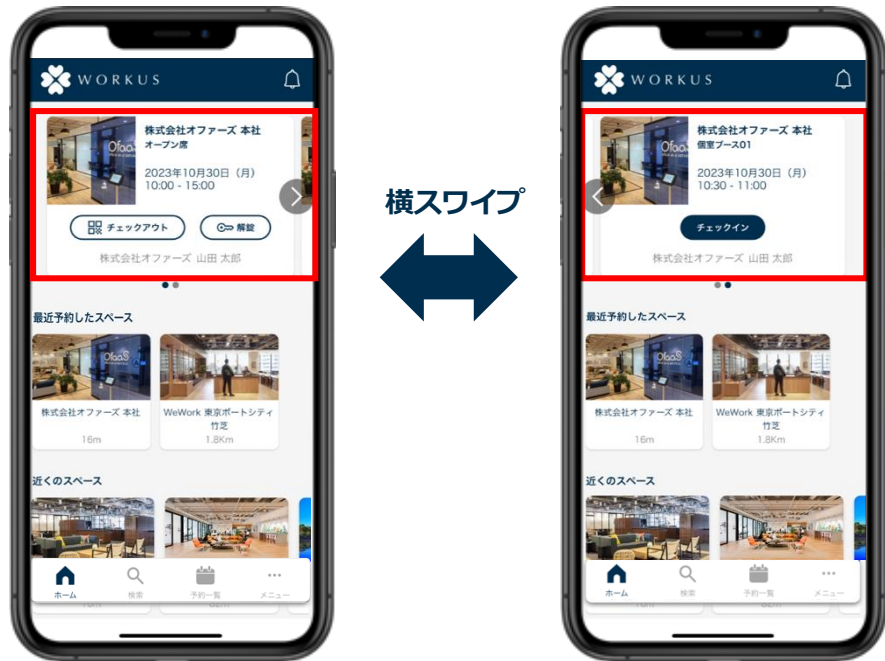 WORKUS
Ofaas
株式会社オファーズ 本社
オープン席
2023年10月30日（月）
10:00 - 15:00
チェックアウト
解錠
株式会社オファーズ 山田 太郎
最近予約したスペース
OfaaS
株式会社オファーズ 本社
16m
WeWork 東京ポートシティ
竹芝
1.8Km
近くのスペース
ホーム
検索
予約一覧
メニュー
横スワイプ
WORKUS
Ofaas
株式会社オファーズ 本社
個室ブース01
2023年10月30日（月）
10:30 - 11:00
チェックイン
株式会社オファーズ 山田 太郎
最近予約したスペース
OfaaS
株式会社オファーズ 本社
16m
WeWork 東京ポートシティ
竹芝
1.8Km
近くのスペース
ホーム
検索
予約一覧
メニュー